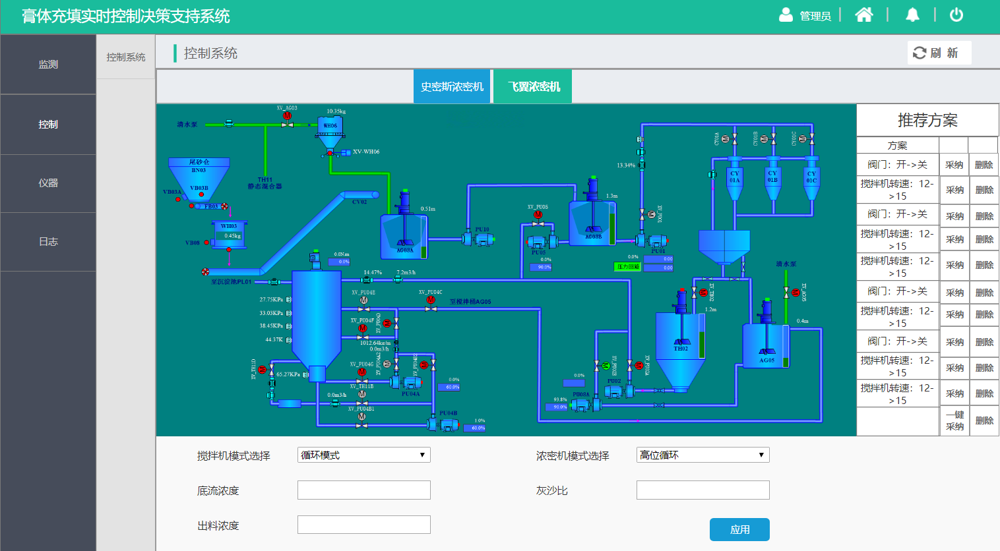 膏体充填实时控制决策支持系统
管理员
监测
控制
仪器
日志
控制系统
控制系统
刷 新
史密斯浓密机
飞翼浓密机
XV_AG03
清水泵
10.35kg
WH06
XV-WH06
TH11
静态混合器
尾砂仓
BN03
VB03A
VB03B
FB03
CV02
WH03
0.45kg
VB08
至沉淀池PL01
0.51m
AG08A
PU10
XV_PU05
PU05
0.0%
90.0%
1.3m
AG08B
13.34%
XV_PU01
PU01
0.0%
压力回路
0.00
0.00
CY01A
CY01B
CY01C
CY
01A
CY
01B
CY
01C
清水泵
0.0Nm
0.0%
14.47%
7.2m3/h
XV_PU04E
XV_PU04C
至搅拌桶AG05
27.75KPa
33.03KPa
38.45KPa
44.37K
65.27KPa
XV_PU04F
XV_PU04D
1012.64kg/m
0.0m3/h
XV_PU04G
XV_PU04A2
XV_PU04B2
XV_TH11D
XV_TH11B
0.0m3/h
XV_PU04B1
PU04A
0.0%
60.0%
PU04B
1.0%
60.0%
XV_TH02
1.2m
TH02
XV_AG05
0.4m
AG05
XV_PU02B
XV_PU02A
PU02
0.0%
PU08A
93.8%
90.0%
推荐方案
方案
阀门：开->关 采纳 删除
搅拌机转速：12-
>15 采纳 删除
阀门：开->关 采纳 删除
搅拌机转速：12-
>15 采纳 删除
搅拌机转速：12-
>15 采纳 删除
阀门：开->关 采纳 删除
搅拌机转速：12-
>15 采纳 删除
阀门：开->关 采纳 删除
搅拌机转速：12-
>15 采纳 删除
搅拌机转速：12-
>15 采纳 删除
一键
采纳 删除
搅拌机模式选择 循环模式
浓密机模式选择 高位循环
底流浓度
灰沙比
出料浓度
应用